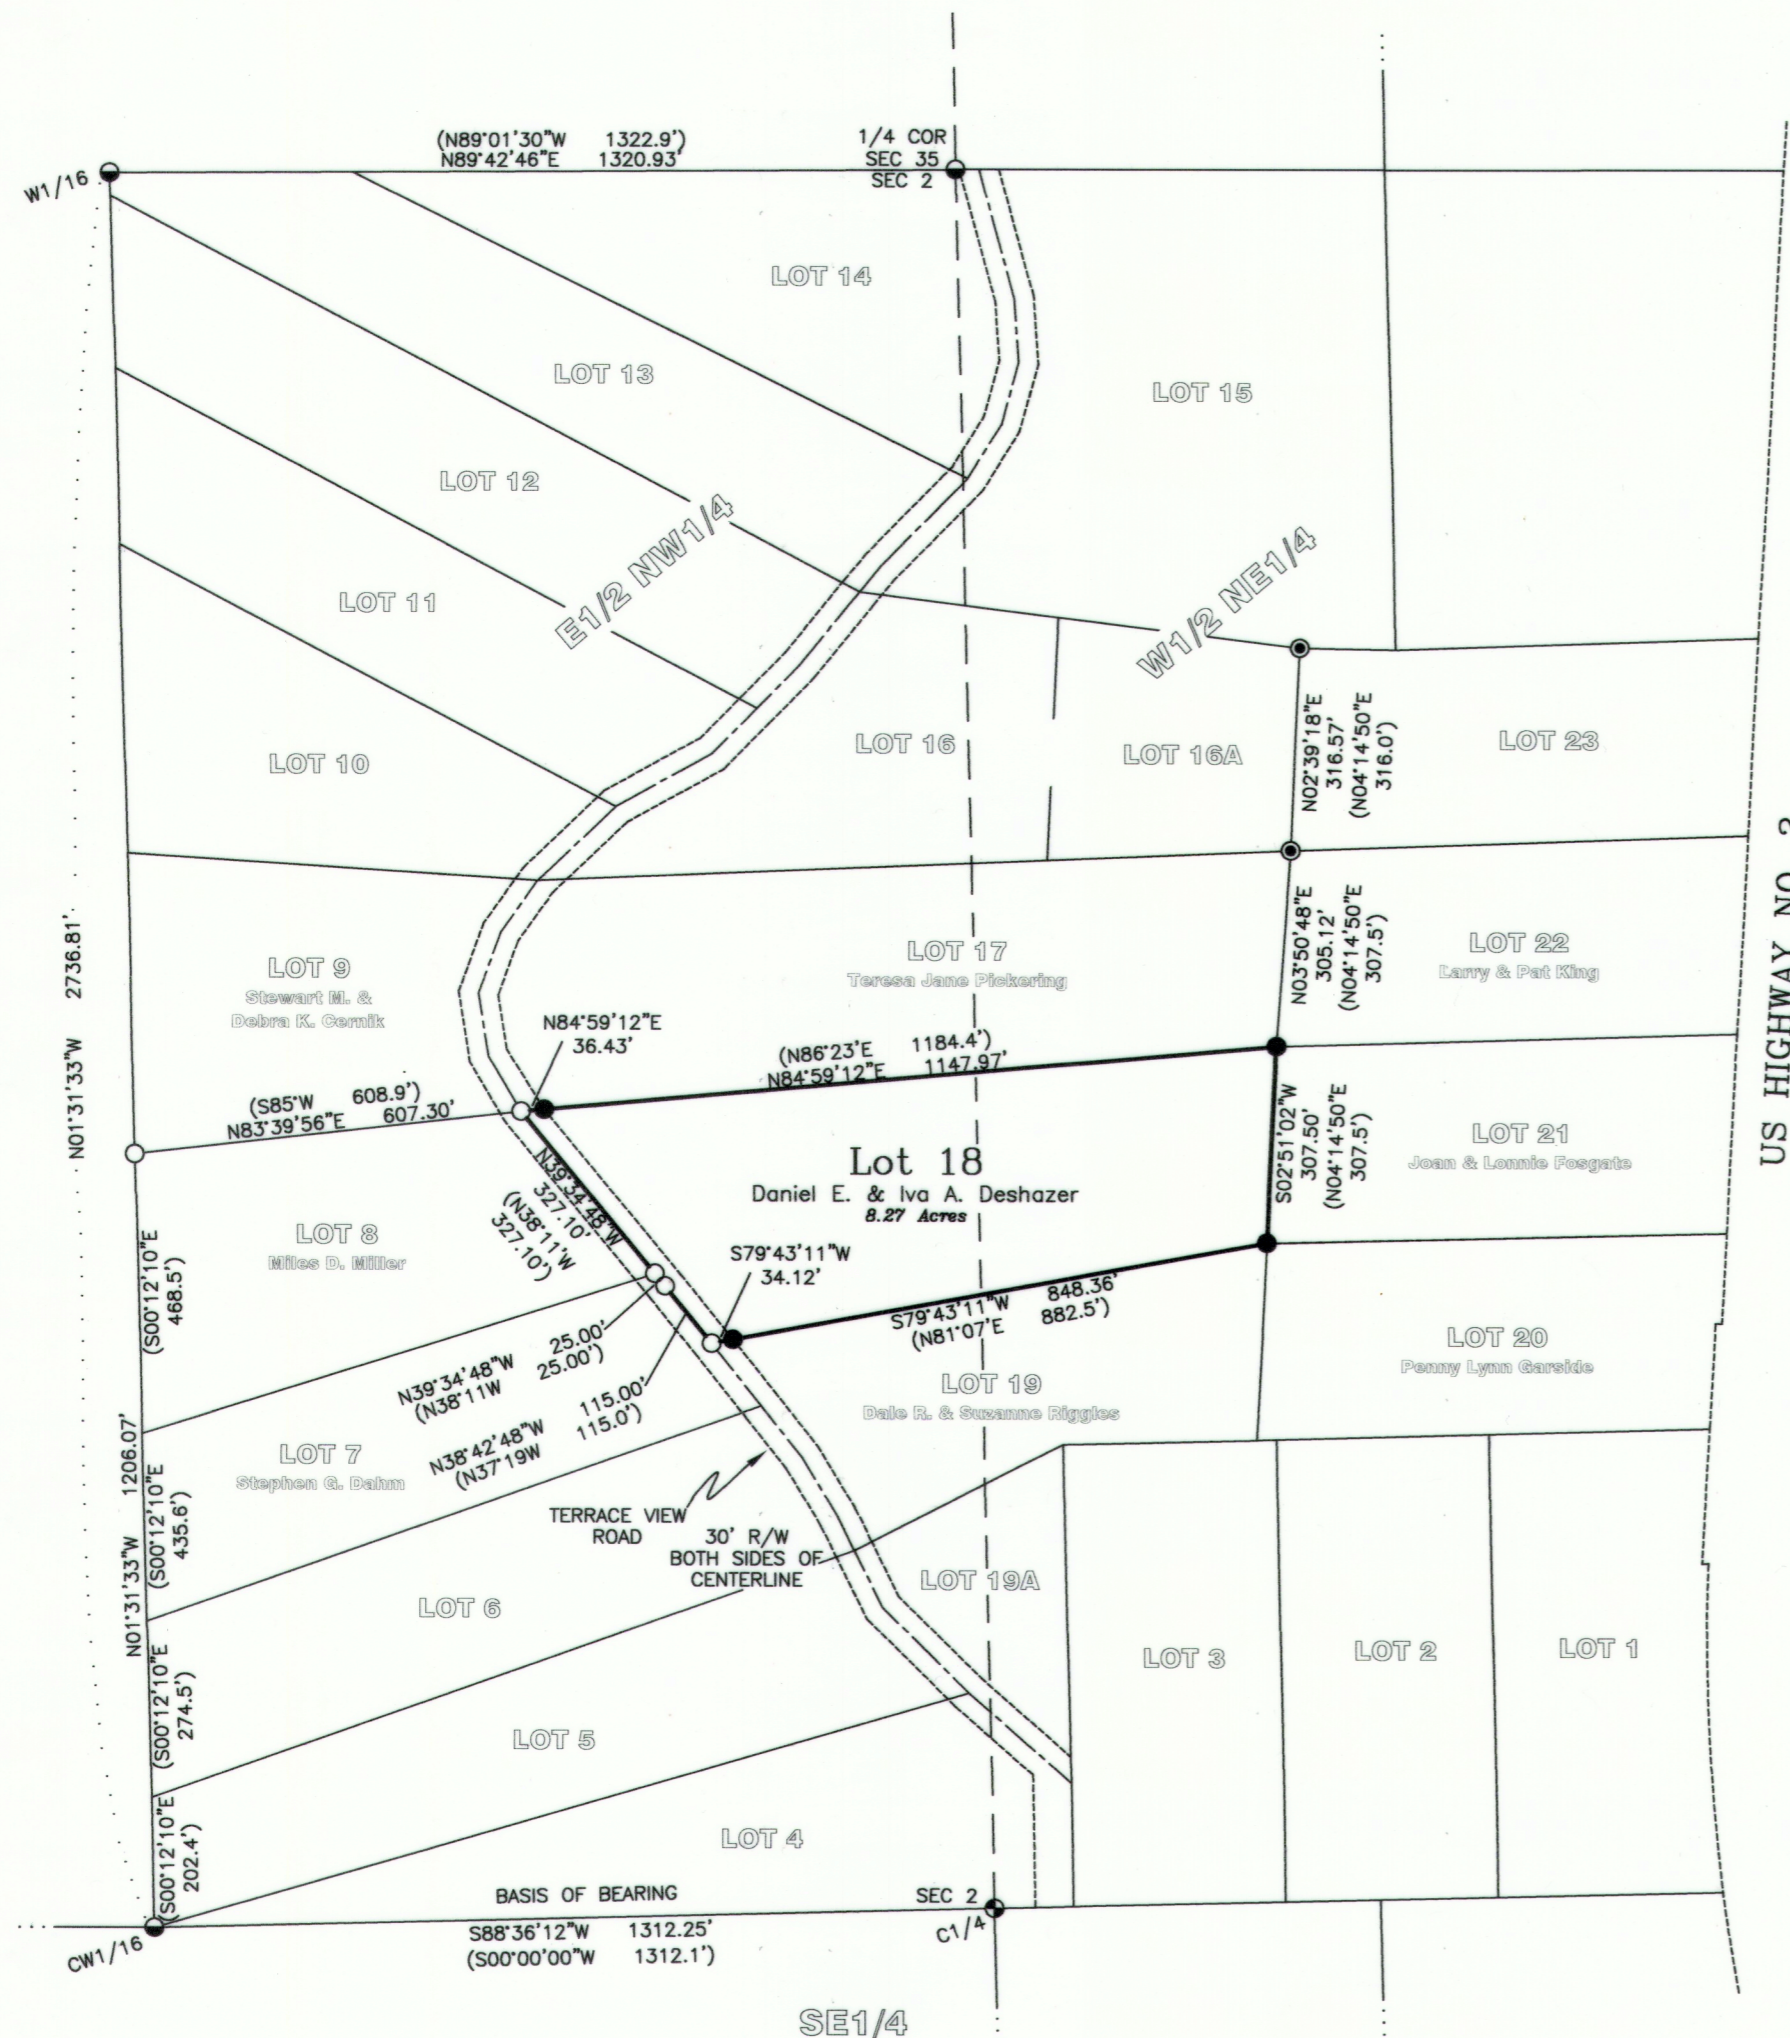 (N89°01'30"W 1322.9')
N89°42'46"E 1320.93'
1/4 COR
SEC 35
SEC 2
W1/16
LOT 14
LOT 13
LOT 15
LOT 12
E1/2 NW1/4
W1/2 NE1/4
LOT 11
LOT 10
LOT 16
LOT 16A
LOT 23
N02°39'18"E
316.57'
(N04°14'50"E
316.0')
N01°31'33"W 2736.81'
LOT 9
Stewart M. &
Debra K. Cernik
LOT 17
Teresa Jane Pickering
N03°50'48"E
305.12'
(N04°14'50"E
307.5')
LOT 22
Larry & Pat King
US HIGHWAY NO.
N84°59'12"E
36.43'
(N86°23'E 1184.4')
N84°59'12"E 1147.97'
(S85°W 608.9')
N83°39'56"E 607.30'
N39°34'48"W
327.10'
(N38°11'W
327.10')
Lot 18
Daniel E. & Iva A. Deshazer
8.27 Acres
S02°51'02"W
307.50'
(N04°14'50"E
307.5')
LOT 21
Joan & Lonnie Fosgate
LOT 8
Miles D. Miller
(S00°12'10"E
468.5')
S79°43'11"W
34.12'
S79°43'11"W 848.36'
(N81°07'E 882.5')
N39°34'48"W 25.00'
(N38°11W 25.00')
N38°42'48"W 115.00'
(N37°19W 115.0')
LOT 20
Penny Lynn Garside
LOT 19
Dale R. & Suzanne Riggles
LOT 7
Stephen G. Dahm
N01°31'33"W 1206.07'
(S00°12'10"E
435.6')
TERRACE VIEW
ROAD
30' R/W
BOTH SIDES OF
CENTERLINE
LOT 19A
LOT 6
LOT 3
LOT 2
LOT 1
(S00°12'10"E
274.5')
LOT 5
LOT 4
(S00°12'10"E
202.4')
BASIS OF BEARING
SEC 2
S88°36'12"W 1312.25'
(S00°00'00"W 1312.1')
CW1/16
C1/4
SE1/4